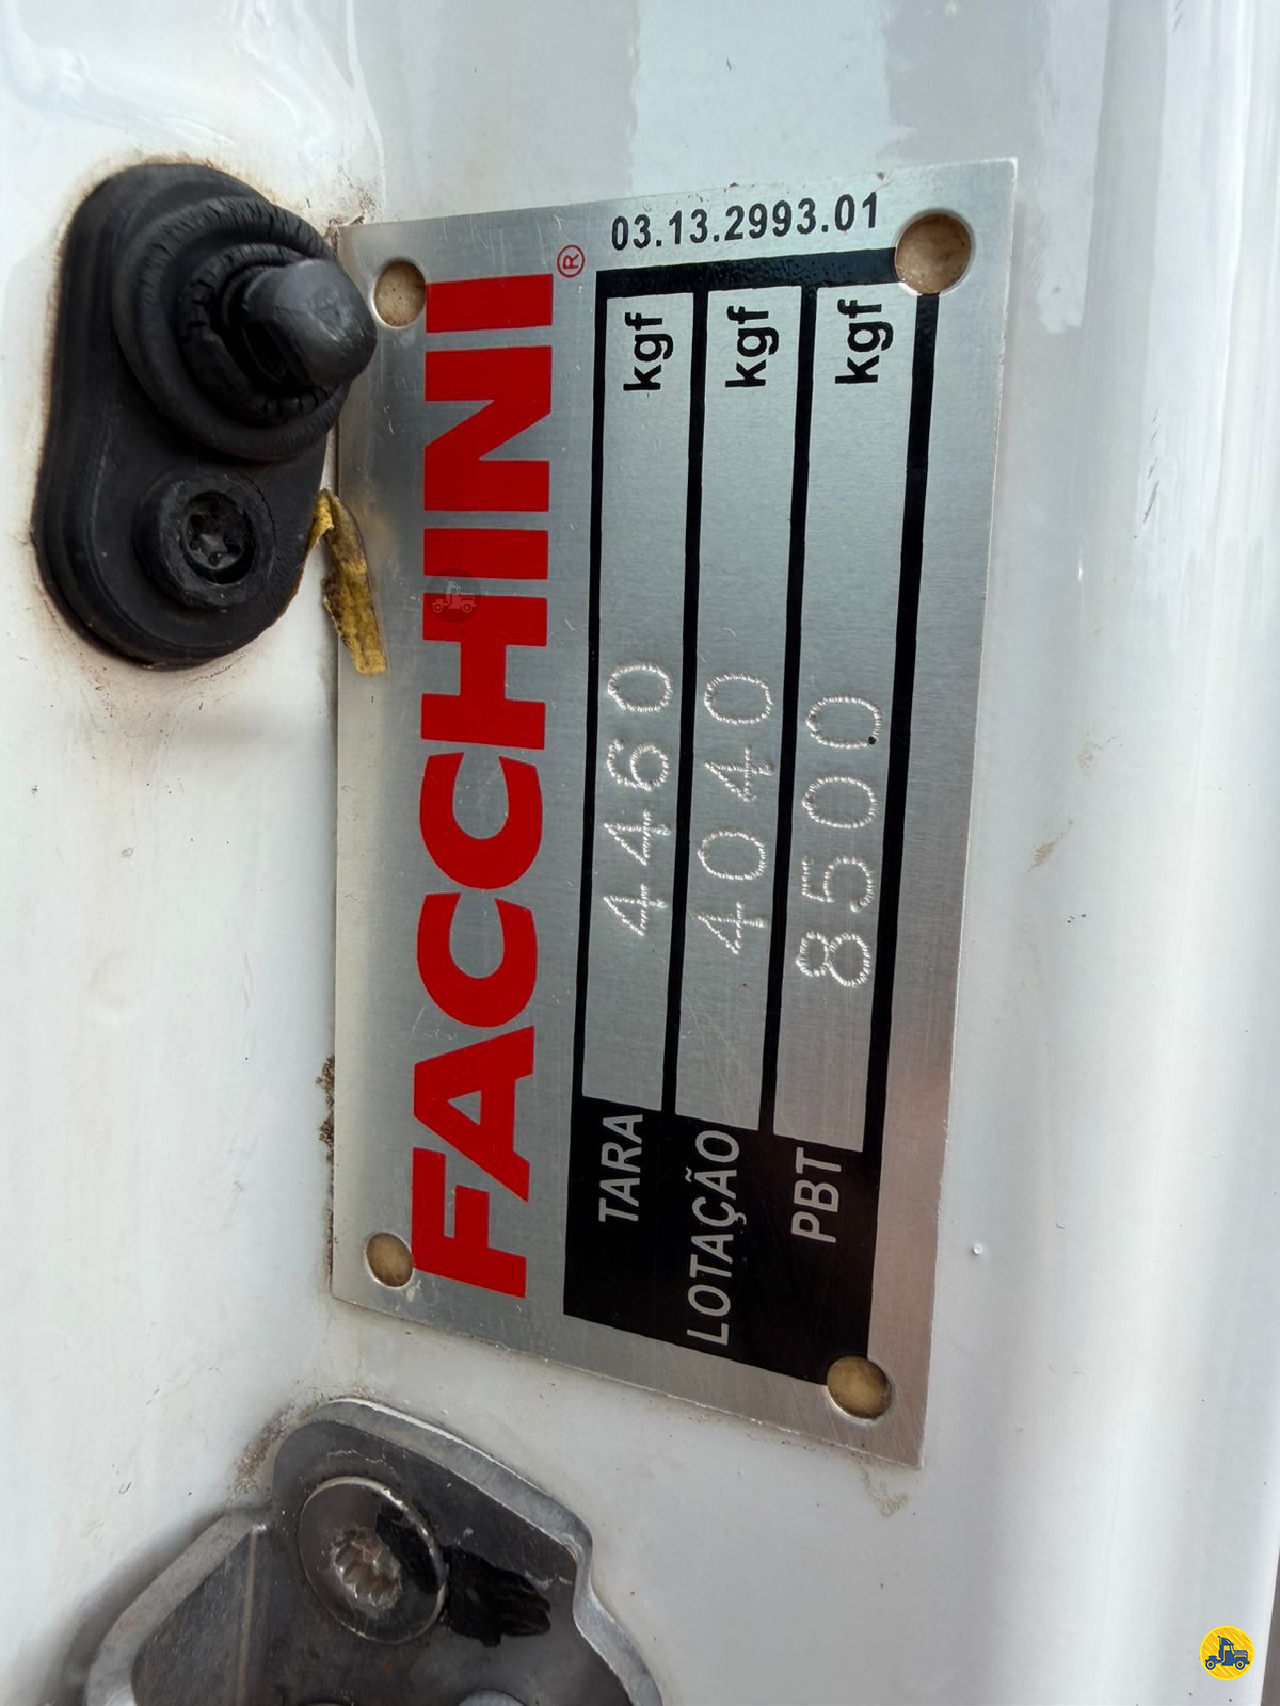 03.13.2993.01
FACCHINI®
TARA 4460 kgf
LOTAÇÃO 4040 kgf
PBT 8500 kgf